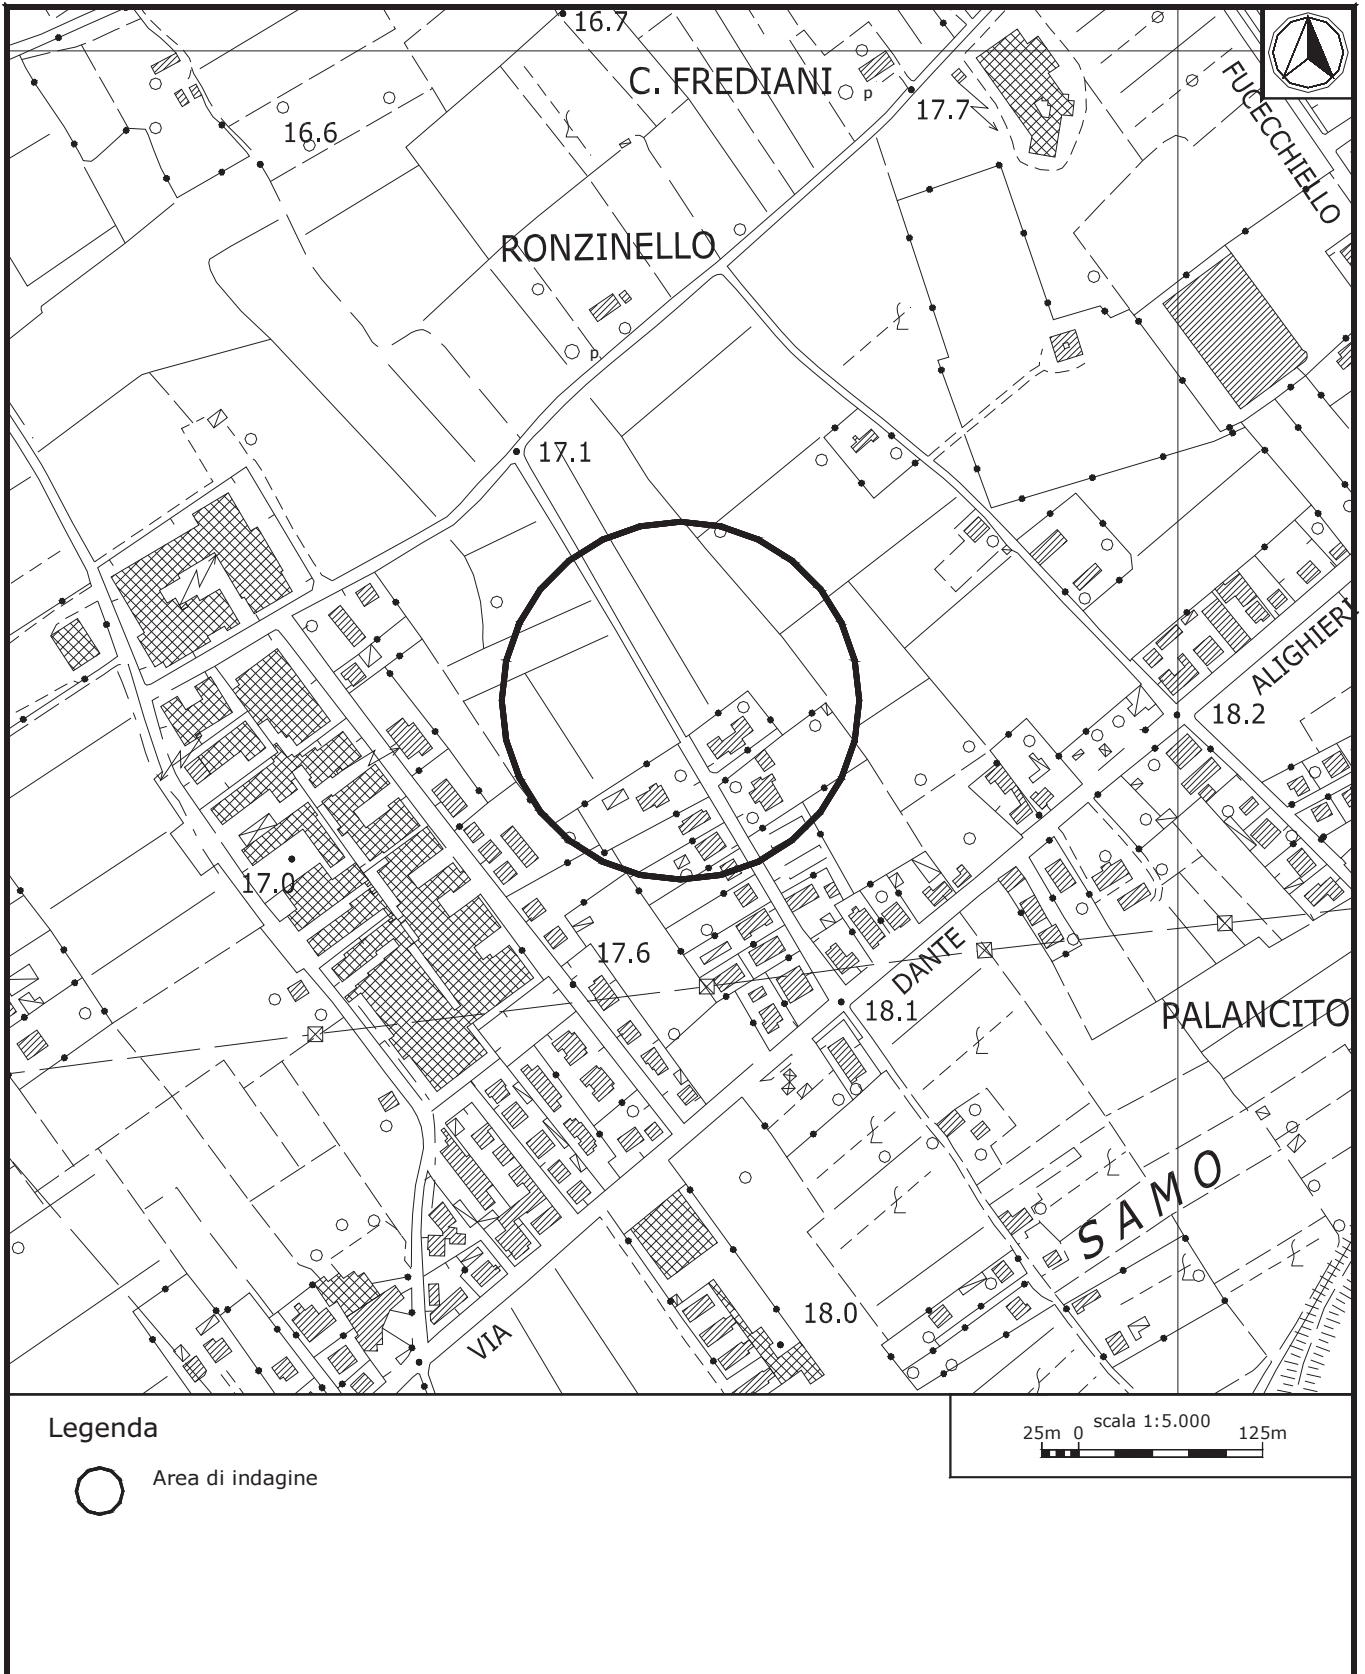 16.7
C. FREDIANI
p
17.7
FUCECCHIELLO
16.6
RONZINELLO
p.
17.1
ALIGHIERI
18.2
17.0
17.6
DANTE
18.1
PALANCITO
SAMO
18.0
VIA
Legenda
Area di indagine
scala 1:5.000
25m 0 125m